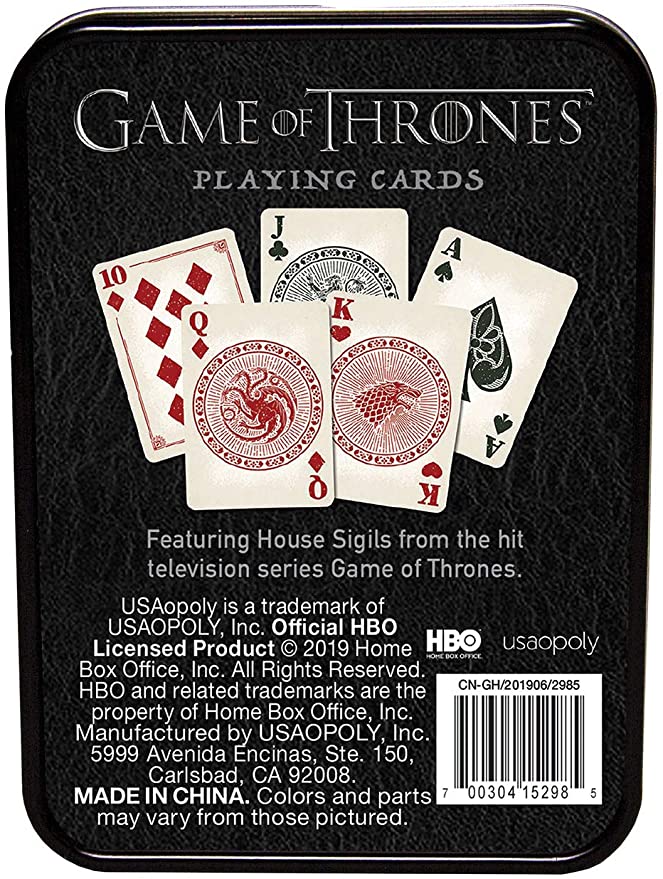 GAME OF THRONES™
PLAYING CARDS
10
J
A
Q
K
A
Q
K
Featuring House Sigils from the hit
television series Game of Thrones.
USAopoly is a trademark of
USAOPOLY, Inc. Official HBO
Licensed Product © 2019 Home
Box Office, Inc. All Rights Reserved.
HBO and related trademarks are the
property of Home Box Office, Inc.
Manufactured by USAOPOLY, Inc.
5999 Avenida Encinas, Ste. 150,
Carlsbad, CA 92008.
MADE IN CHINA. Colors and parts
may vary from those pictured.
HBO
HOME BOX OFFICE
usaopoly
CN-GH/201906/2985
7 00304 15298 5